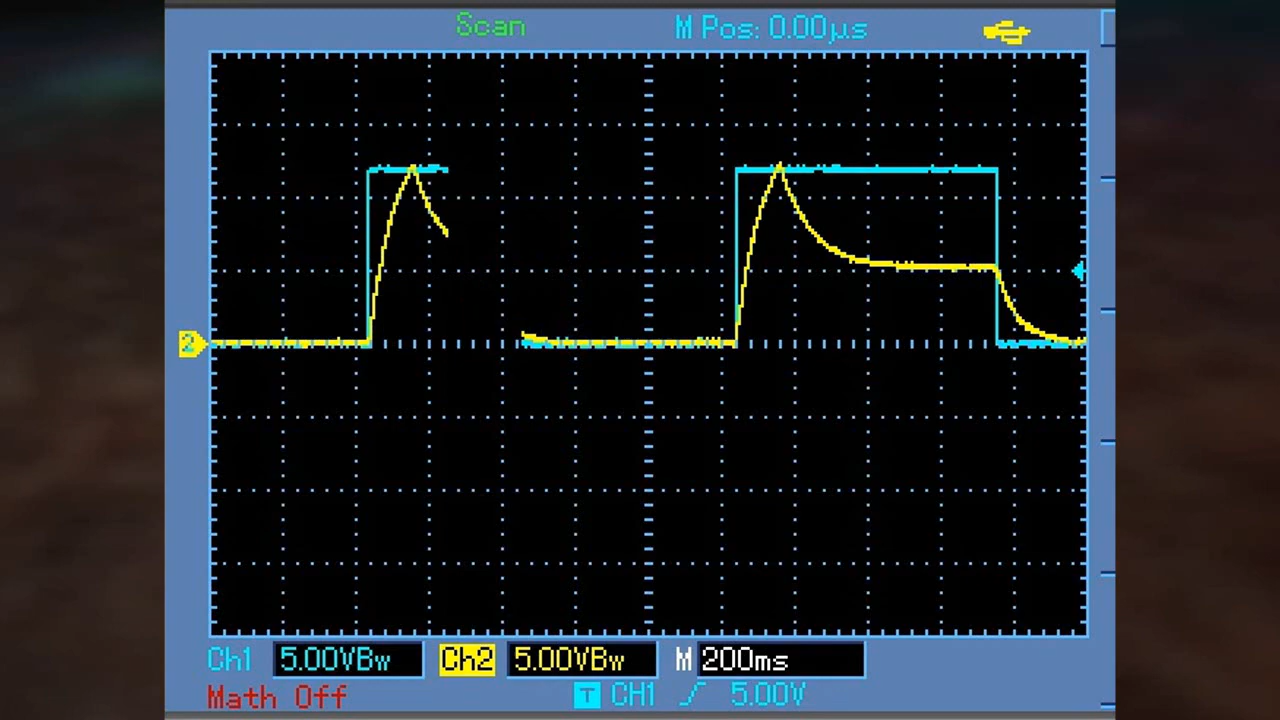 Scan M Pos: 0.00μs
2
Ch1 5.00VBw Ch2 5.00VBw M 200ms
Math Off T CH1 5.00V